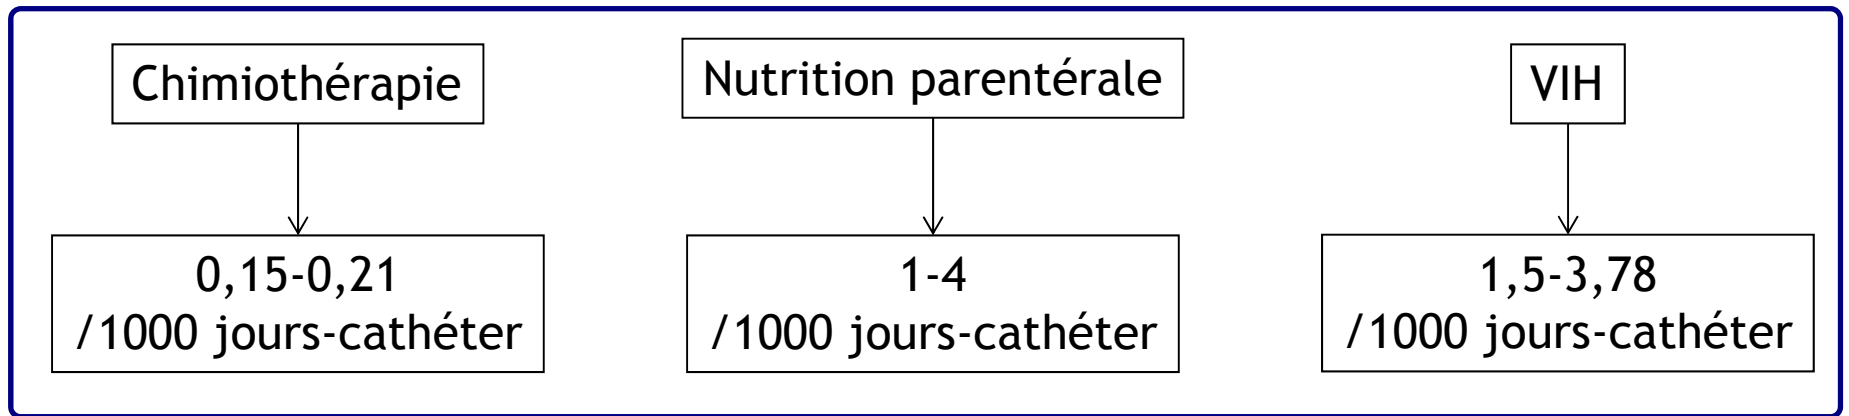 Chimiothérapie
Nutrition parentérale
VIH
0,15-0,21
/1000 jours-cathéter
1-4
/1000 jours-cathéter
1,5-3,78
/1000 jours-cathéter